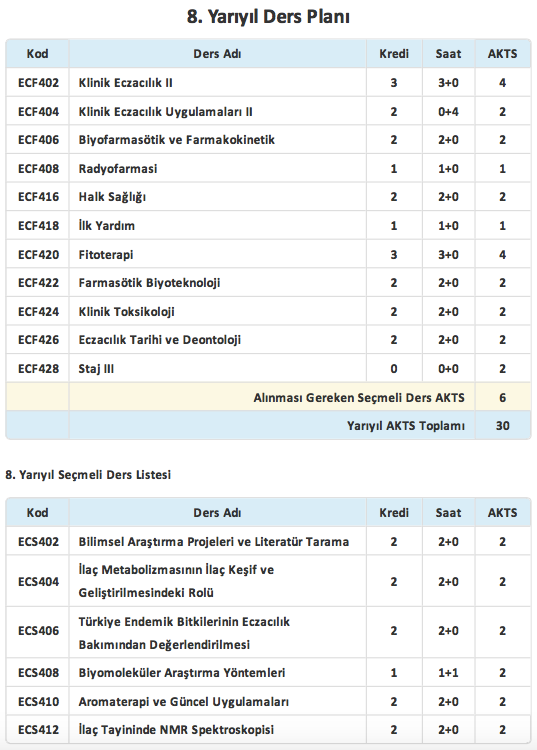 8. Yarıyıl Ders Planı
Kod Ders Adı Kredi Saat AKTS
ECF402 Klinik Eczacılık II 3 3+0 4
ECF404 Klinik Eczacılık Uygulamaları II 2 0+4 2
ECF406 Biyofarmasötik ve Farmakokinetik 2 2+0 2
ECF408 Radyofarmasi 1 1+0 1
ECF416 Halk Sağlığı 2 2+0 2
ECF418 İlk Yardım 1 1+0 1
ECF420 Fitoterapi 3 3+0 4
ECF422 Farmasötik Biyoteknoloji 2 2+0 2
ECF424 Klinik Toksikoloji 2 2+0 2
ECF426 Eczacılık Tarihi ve Deontoloji 2 2+0 2
ECF428 Staj III 0 0+0 2
Alınması Gereken Seçmeli Ders AKTS 6
Yarıyıl AKTS Toplamı 30
8. Yarıyıl Seçmeli Ders Listesi
Kod Ders Adı Kredi Saat AKTS
ECS402 Bilimsel Araştırma Projeleri ve Literatür Tarama 2 2+0 2
ECS404 İlaç Metabolizmasının İlaç Keşif ve
Geliştirilmesindeki Rolü 2 2+0 2
ECS406 Türkiye Endemik Bitkilerinin Eczacılık
Bakımından Değerlendirilmesi 2 2+0 2
ECS408 Biyomoleküler Araştırma Yöntemleri 1 1+1 2
ECS410 Aromaterapi ve Güncel Uygulamaları 2 2+0 2
ECS412 İlaç Tayininde NMR Spektroskopisi 2 2+0 2